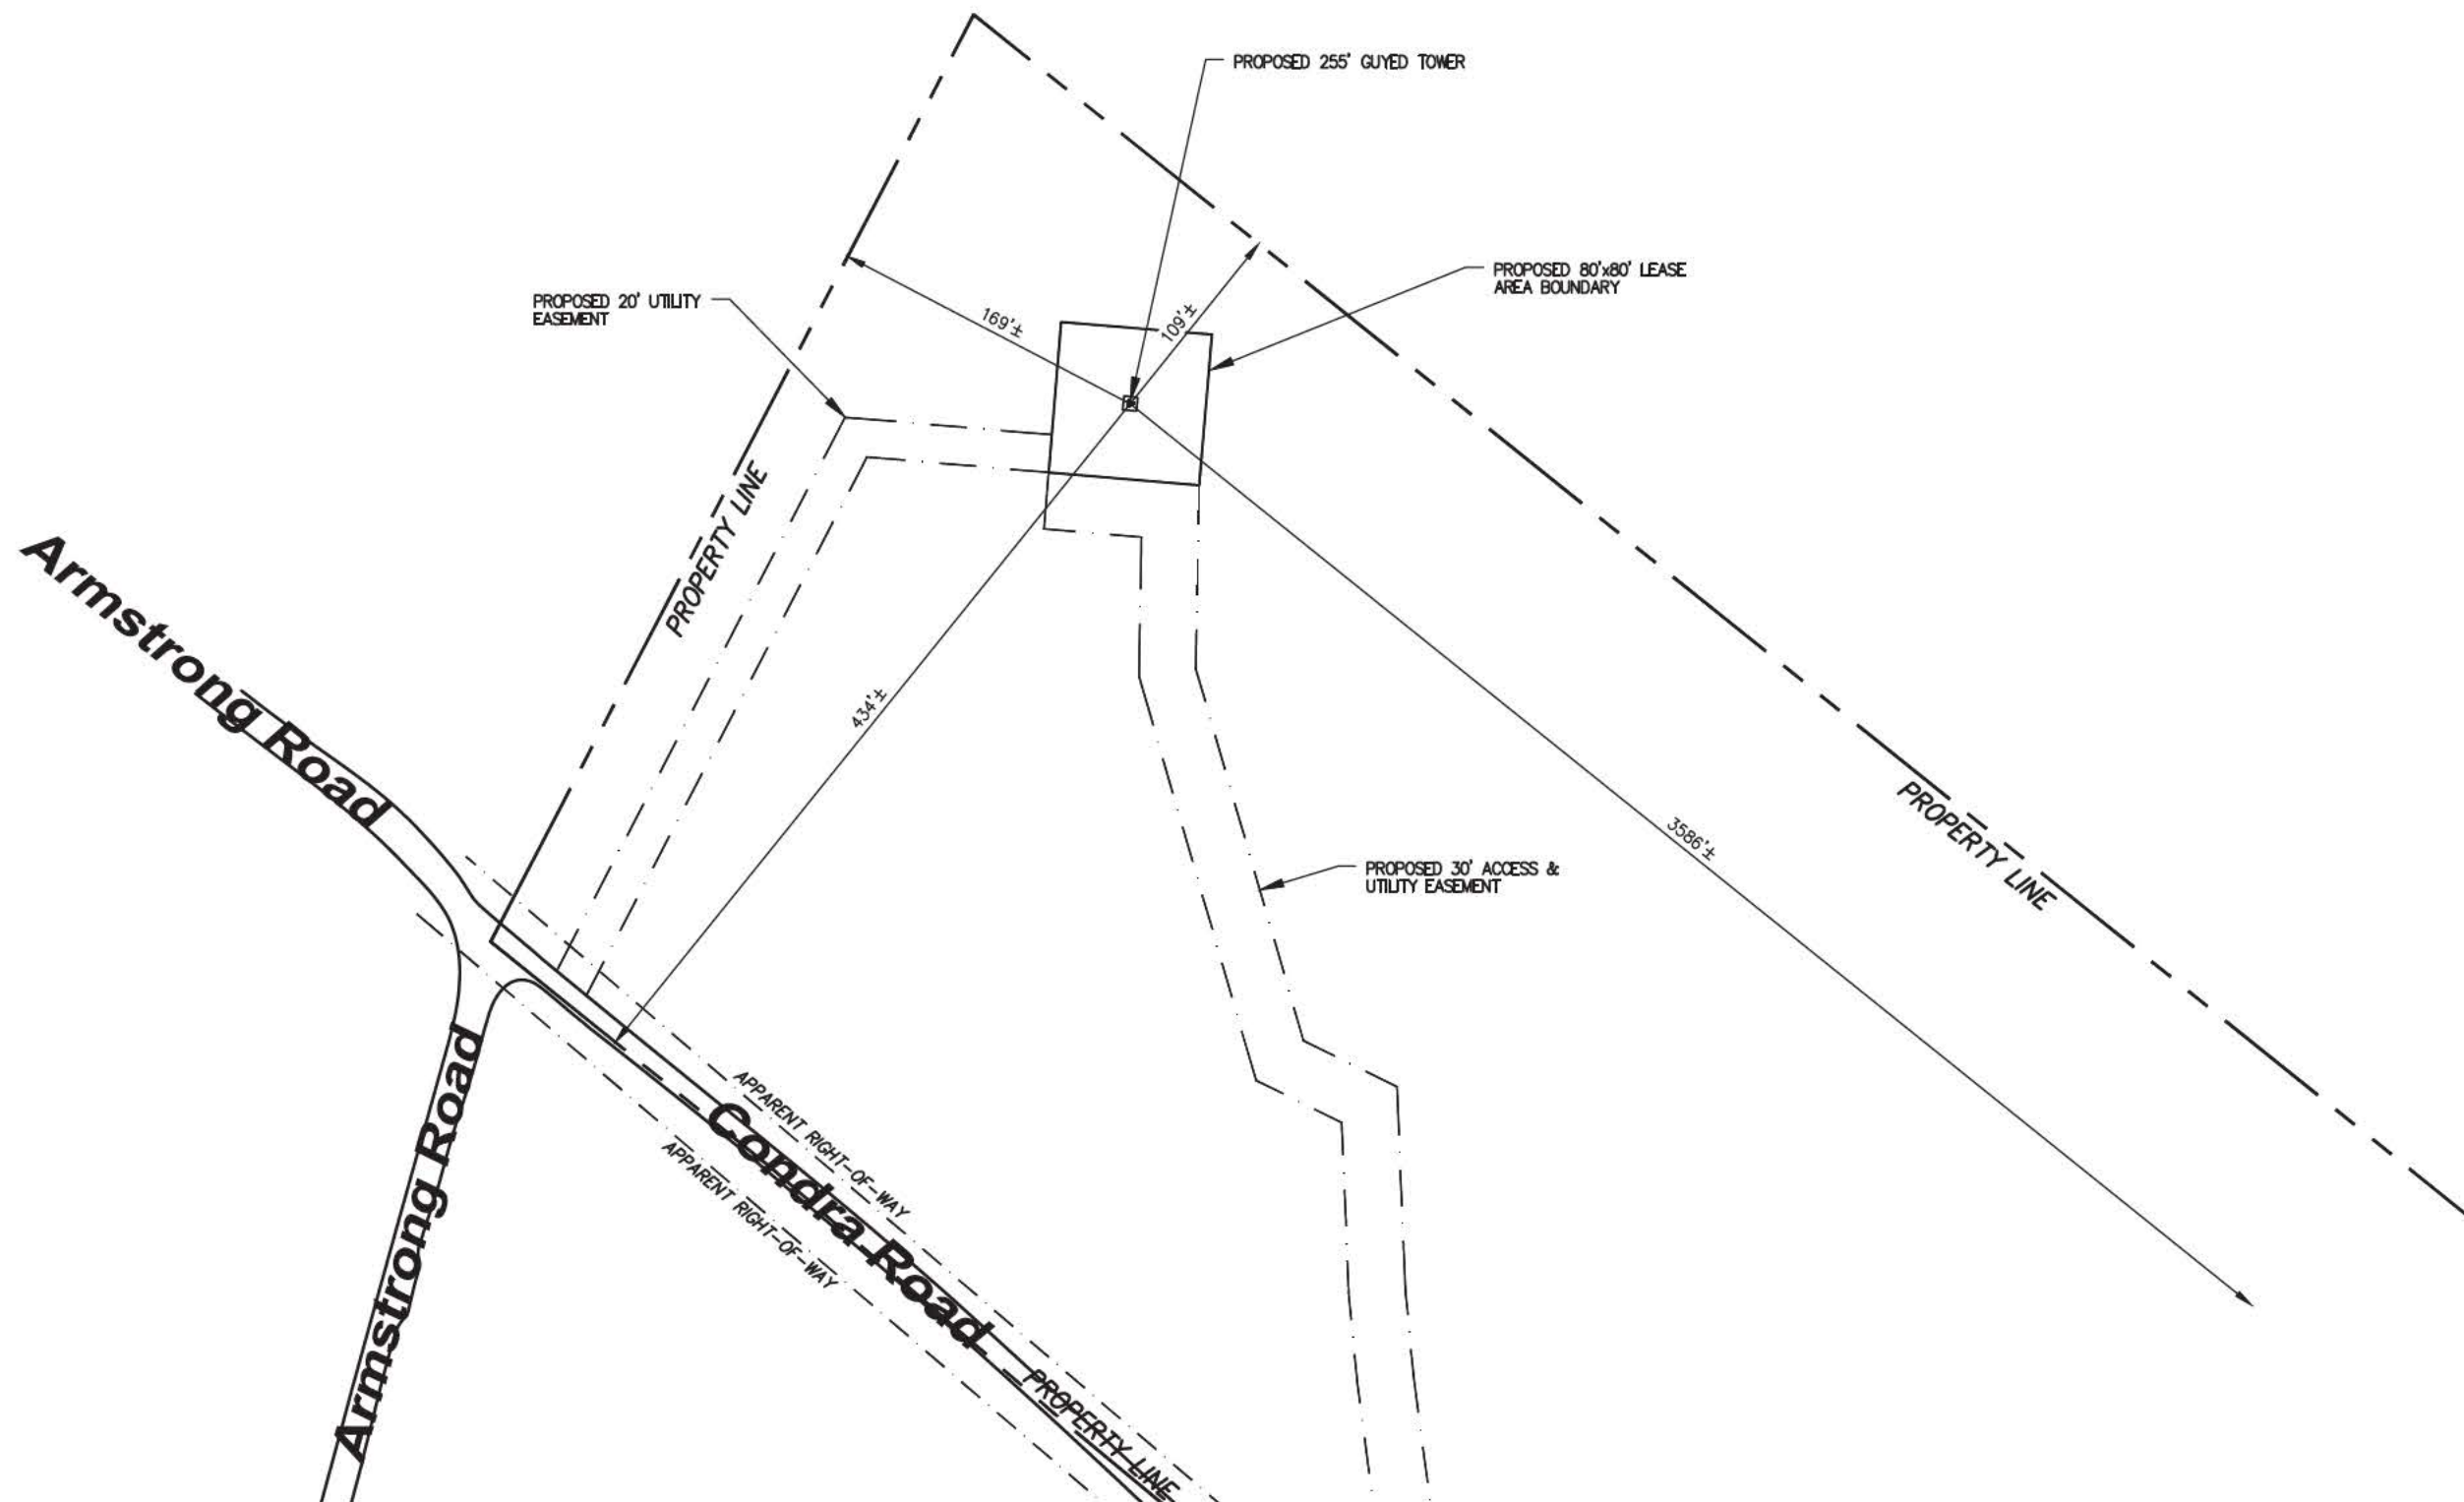 PROPOSED 255' GUYED TOWER
PROPOSED 80'x80' LEASE
AREA BOUNDARY
PROPOSED 20' UTILITY
EASEMENT
169'±
109'±
PROPERTY LINE
Armstrong Road
434'±
3586'±
PROPERTY LINE
PROPOSED 30' ACCESS &
UTILITY EASEMENT
Armstrong Road
APPARENT RIGHT-OF-WAY
APPARENT RIGHT-OF-WAY
Condra Road
PROPERTY LINE